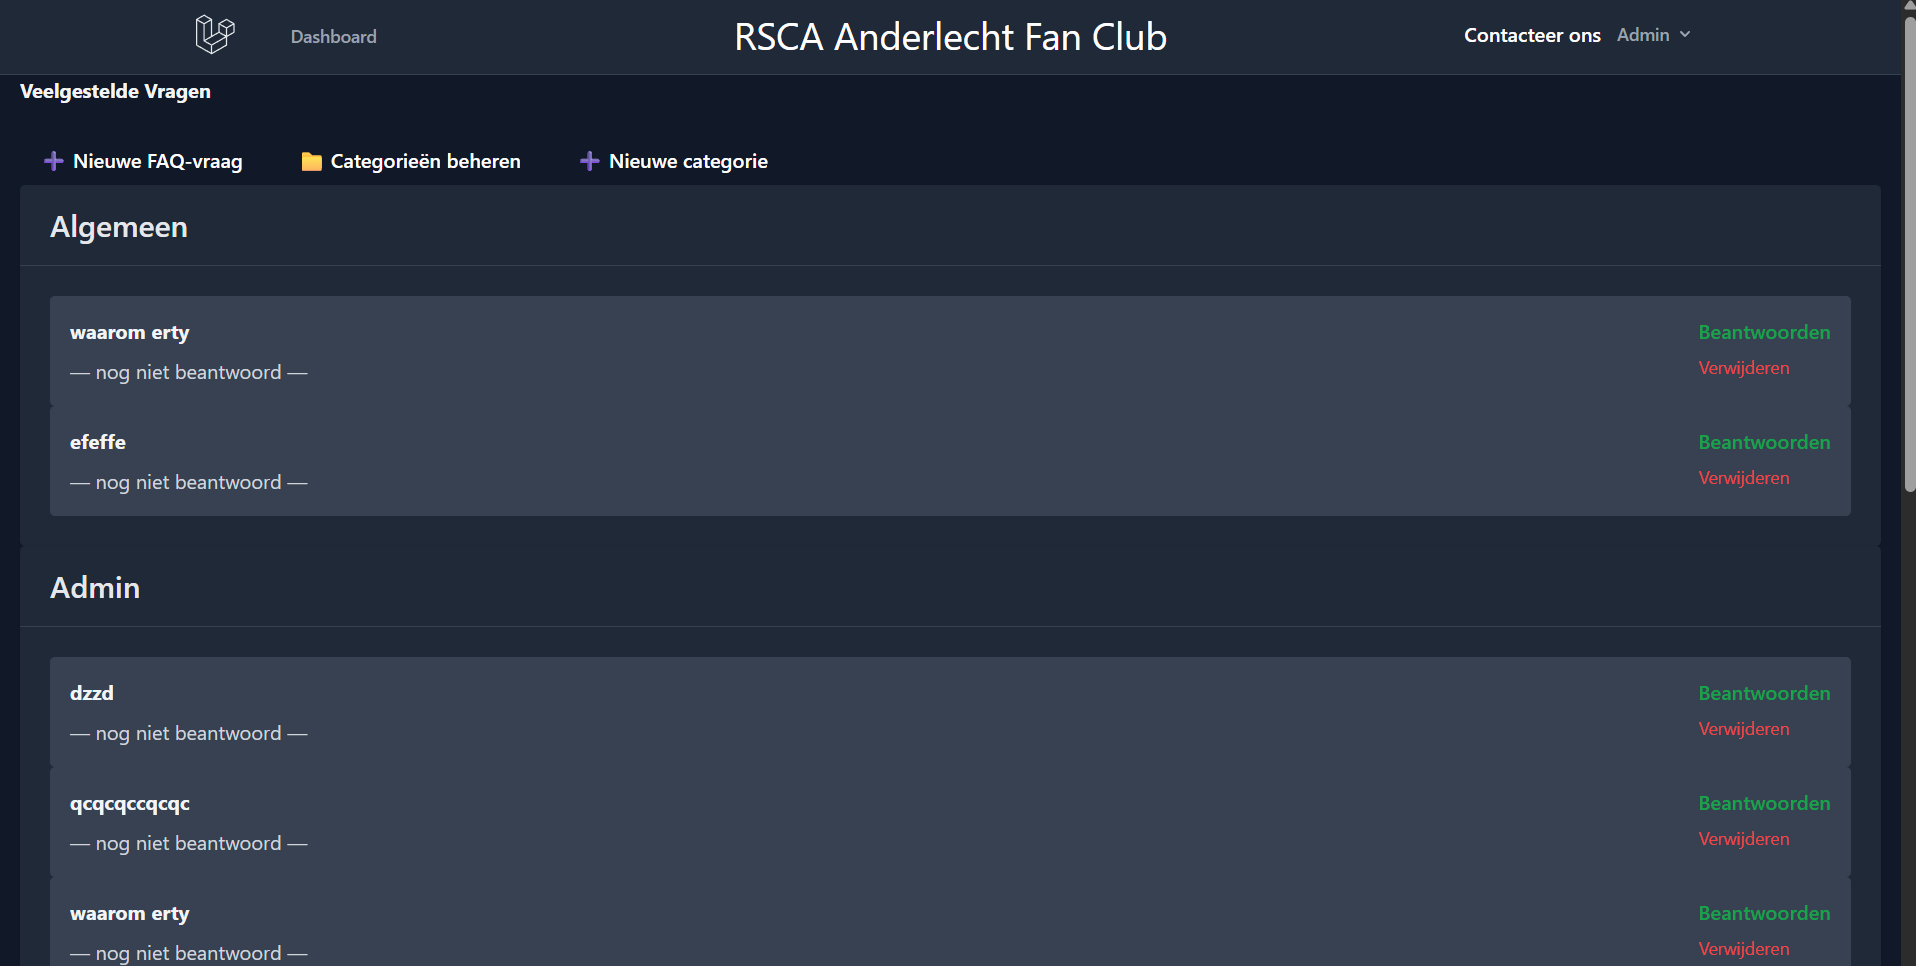 Dashboard
RSCA Anderlecht Fan Club
Contacteer ons
Admin
Veelgestelde Vragen
Nieuwe FAQ-vraag
Categorieën beheren
Nieuwe categorie
Algemeen
waarom erty
Beantwoorden
— nog niet beantwoord —
Verwijderen
efeffe
Beantwoorden
— nog niet beantwoord —
Verwijderen
Admin
dzzd
Beantwoorden
— nog niet beantwoord —
Verwijderen
qcqcqccqcqc
Beantwoorden
— nog niet beantwoord —
Verwijderen
waarom erty
Beantwoorden
— nog niet beantwoord —
Verwijderen